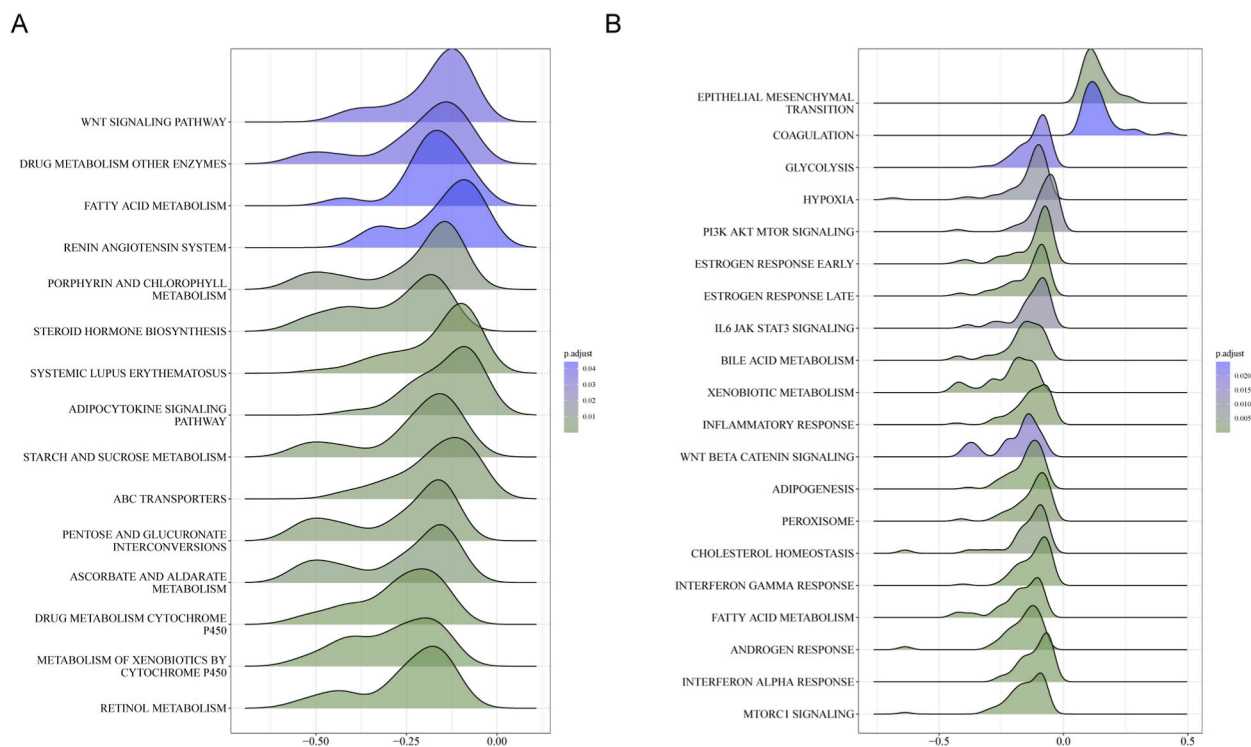 A
WNT SIGNALING PATHWAY
DRUG METABOLISM OTHER ENZYMES
FATTY ACID METABOLISM
RENIN ANGIOTENSIN SYSTEM
PORPHYRIN AND CHLOROPHYLL
METABOLISM
STEROID HORMONE BIOSYNTHESIS
SYSTEMIC LUPUS ERYTHEMATOSUS
ADIPOCYTOKINE SIGNALING
PATHWAY
STARCH AND SUCROSE METABOLISM
ABC TRANSPORTERS
PENTOSE AND GLUCURONATE
INTERCONVERSIONS
ASCORBATE AND ALDARATE
METABOLISM
DRUG METABOLISM CYTOCHROME
P450
METABOLISM OF XENOBIOTICS BY
CYTOCHROME P450
RETINOL METABOLISM
−0.50
−0.25
0.00
p.adjust
0.04
0.03
0.02
0.01
B
EPITHELIAL MESENCHYMAL
TRANSITION
COAGULATION
GLYCOLYSIS
HYPOXIA
PI3K AKT MTOR SIGNALING
ESTROGEN RESPONSE EARLY
ESTROGEN RESPONSE LATE
IL6 JAK STAT3 SIGNALING
BILE ACID METABOLISM
XENOBIOTIC METABOLISM
INFLAMMATORY RESPONSE
WNT BETA CATENIN SIGNALING
ADIPOGENESIS
PEROXISOME
CHOLESTEROL HOMEOSTASIS
INTERFERON GAMMA RESPONSE
FATTY ACID METABOLISM
ANDROGEN RESPONSE
INTERFERON ALPHA RESPONSE
MTORC1 SIGNALING
−0.5
0.0
0.5
p.adjust
0.020
0.015
0.010
0.005